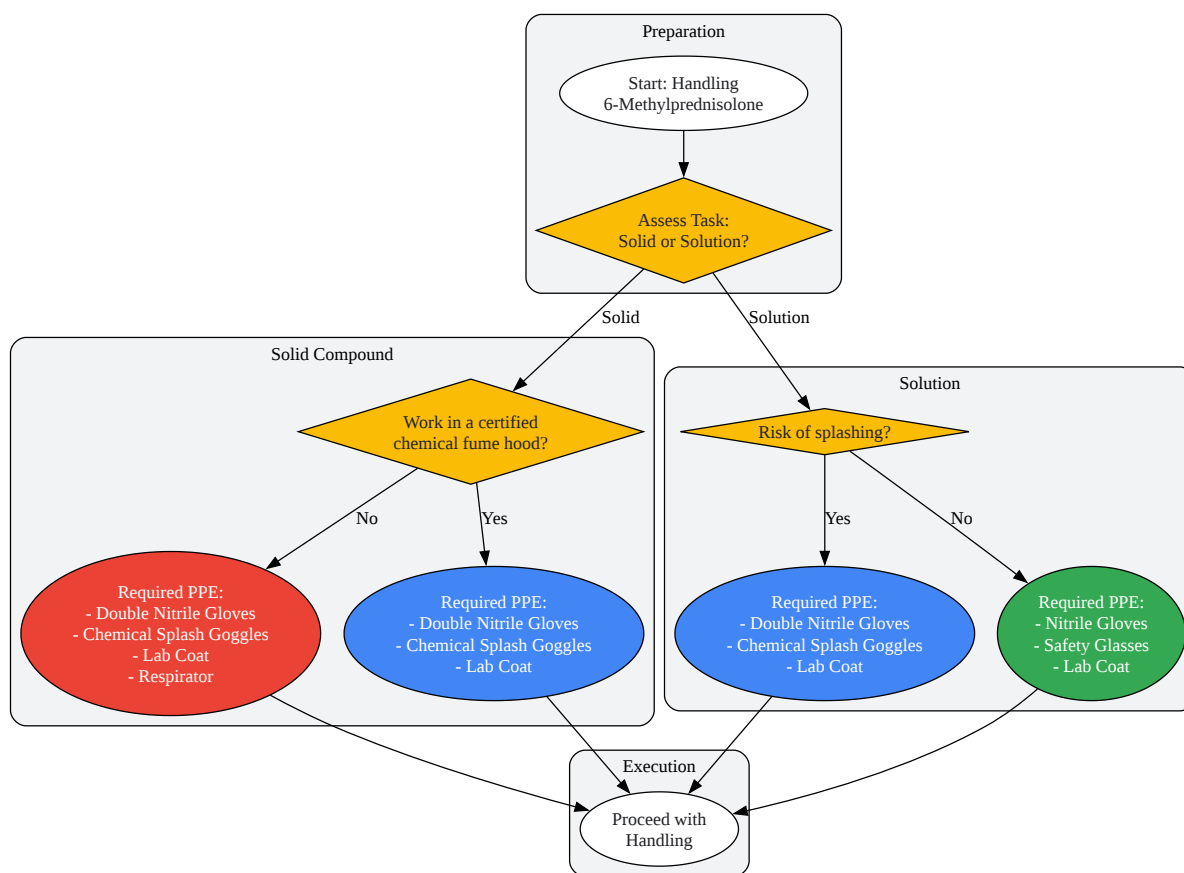 Preparation
Start: Handling
6-Methylprednisolone
Assess Task:
Solid or Solution?
Solid
Solution
Solid Compound
Work in a certified
chemical fume hood?
No
Yes
Required PPE:
- Double Nitrile Gloves
- Chemical Splash Goggles
- Lab Coat
- Respirator
Required PPE:
- Double Nitrile Gloves
- Chemical Splash Goggles
- Lab Coat
Solution
Risk of splashing?
Yes
No
Required PPE:
- Double Nitrile Gloves
- Chemical Splash Goggles
- Lab Coat
Required PPE:
- Nitrile Gloves
- Safety Glasses
- Lab Coat
Execution
Proceed with
Handling